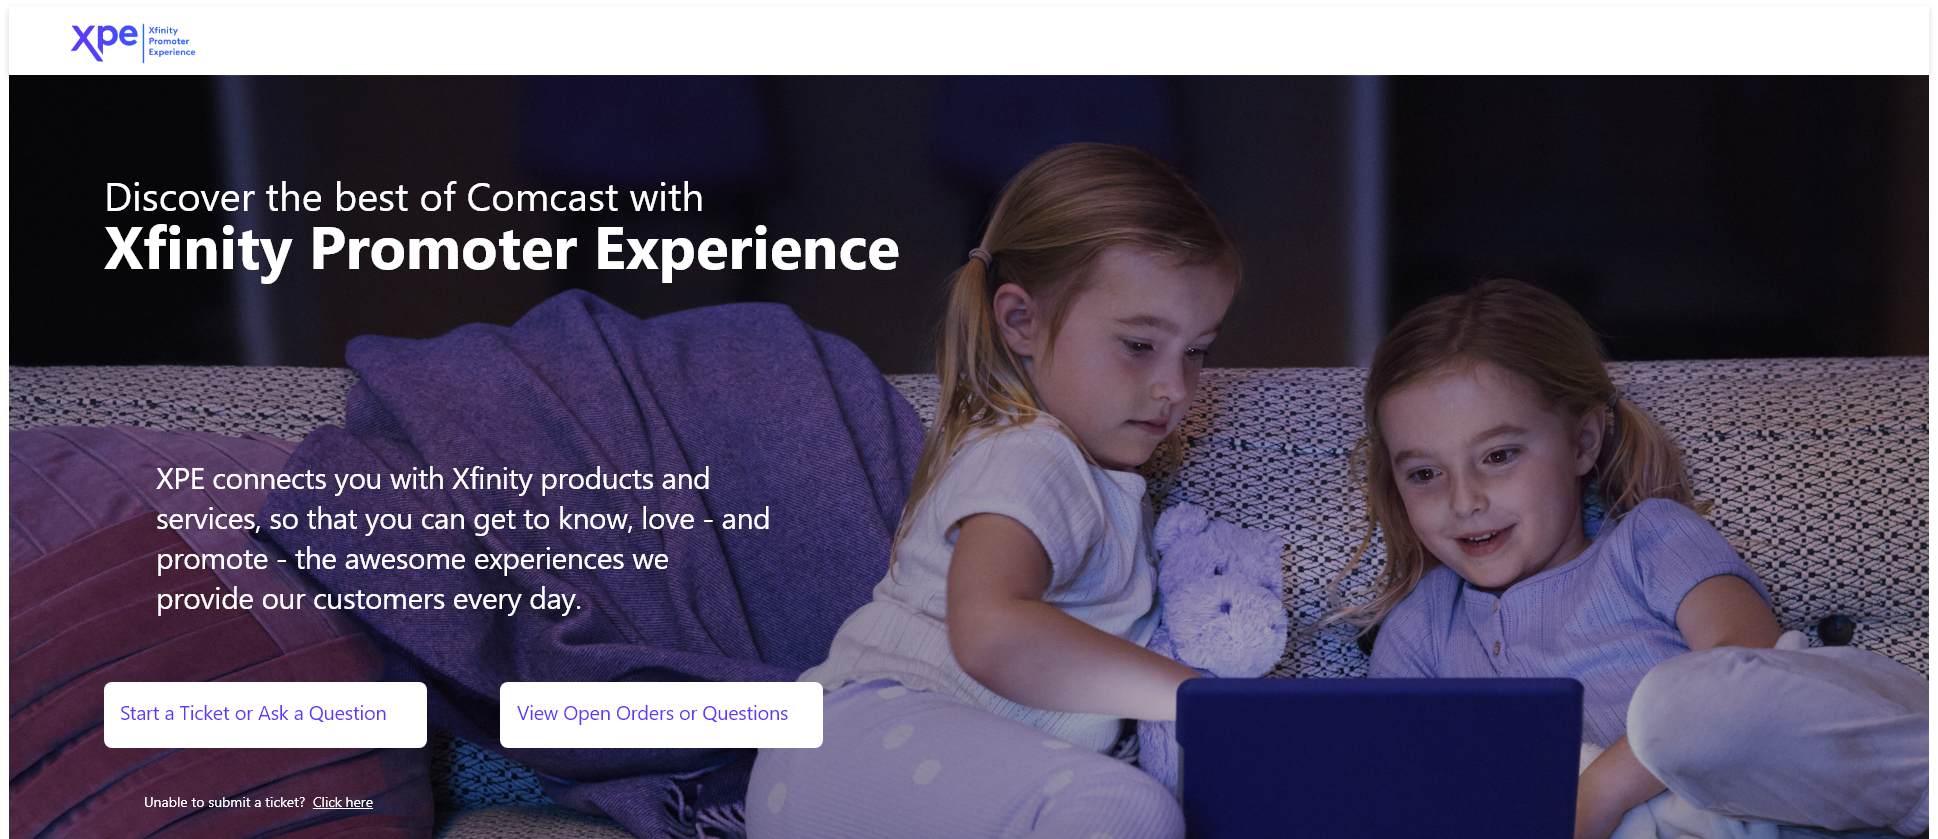 xpe
Xfinity
Promoter
Experience
Discover the best of Comcast with
Xfinity Promoter Experience
XPE connects you with Xfinity products and
services, so that you can get to know, love - and
promote - the awesome experiences we
provide our customers every day.
Start a Ticket or Ask a Question
View Open Orders or Questions
Unable to submit a ticket? Click here